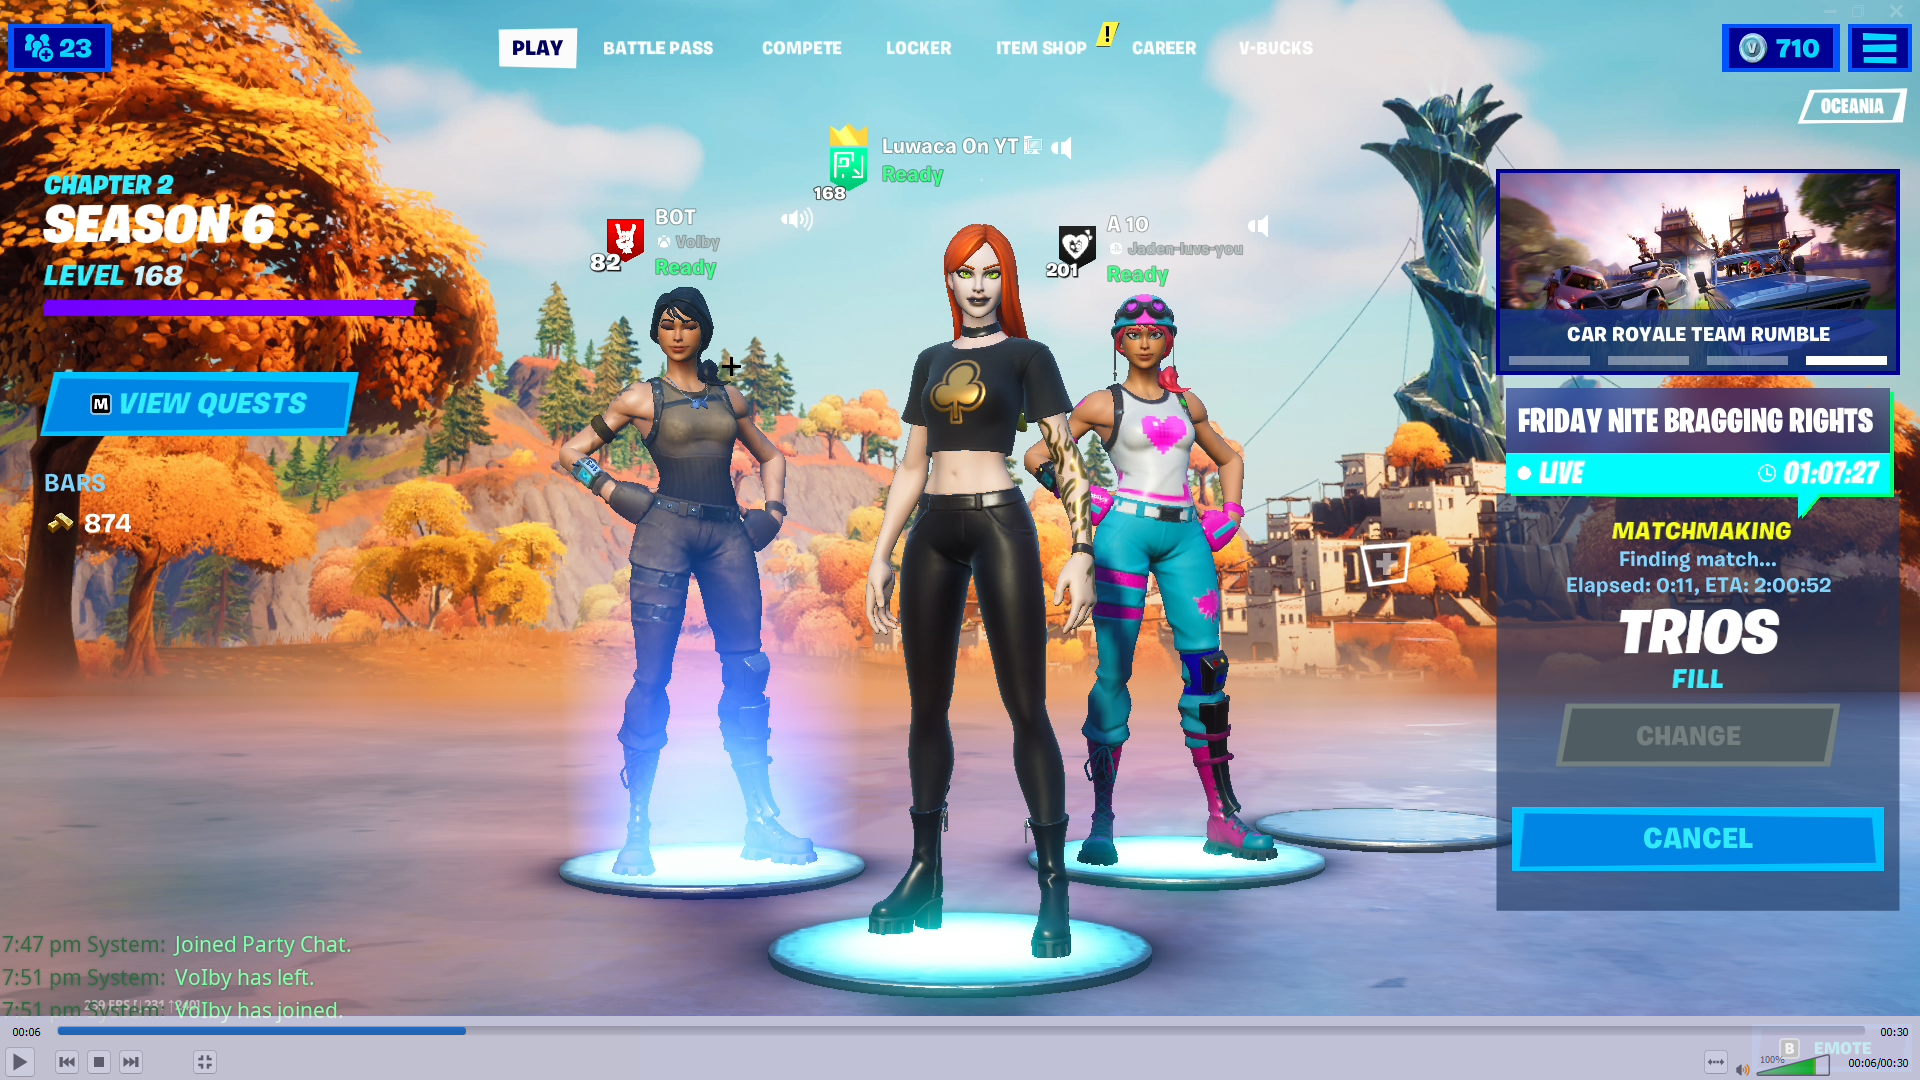 23
PLAY
BATTLE PASS
COMPETE
LOCKER
ITEM SHOP
!
CAREER
V-BUCKS
710
OCEANIA
CHAPTER 2
SEASON 6
LEVEL 168
M VIEW QUESTS
BARS
874
Luwaca On YT
168
Ready
BOT
Volby
82
Ready
A 10
Jaden-luvs-you
201
Ready
CAR ROYALE TEAM RUMBLE
FRIDAY NITE BRAGGING RIGHTS
LIVE
01:07:27
MATCHMAKING
Finding match...
Elapsed: 0:11, ETA: 2:00:52
TRIOS
FILL
CHANGE
CANCEL
7:47 pm System: Joined Party Chat.
7:51 pm System: VoIby has left.
7:51 pm System: VoIby has joined.
00:06
00:30
B EMOTE
100%
00:06/00:30